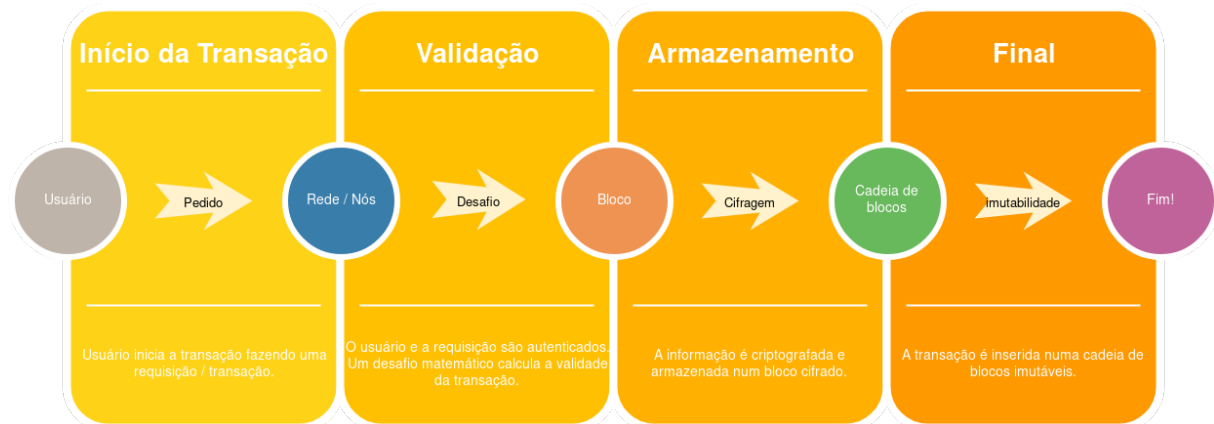 Início da Transação
Validação
Armazenamento
Final
Usuário
Pedido
Rede / Nós
Desafio
Bloco
Cifragem
Cadeia de
blocos
imutabilidade
Fim!
Usuário inicia a transação fazendo uma
requisição / transação.
O usuário e a requisição são autenticados.
Um desafio matemático calcula a validade
da transação.
A informação é criptografada e
armazenada num bloco cifrado.
A transação é inserida numa cadeia de
blocos imutáveis.